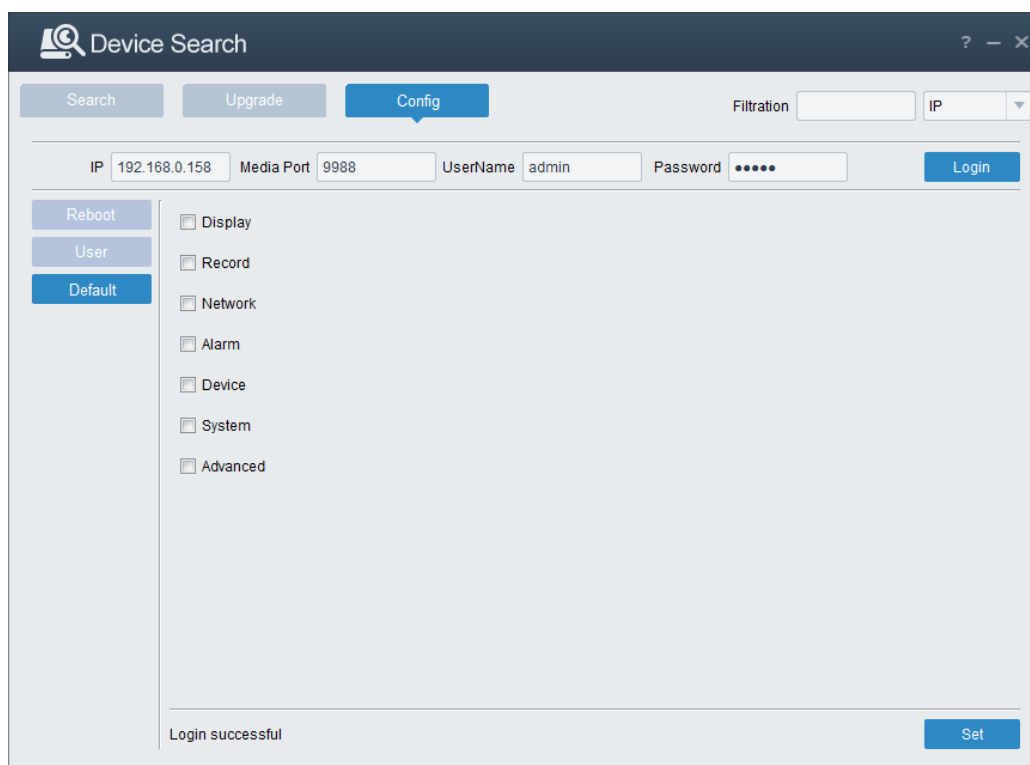 Device Search ? – ×
Search Upgrade Config Filtration IP
IP 192.168.0.158 Media Port 9988 UserName admin Password ••••• Login
Reboot
User
Default
Display
Record
Network
Alarm
Device
System
Advanced
Login successful Set